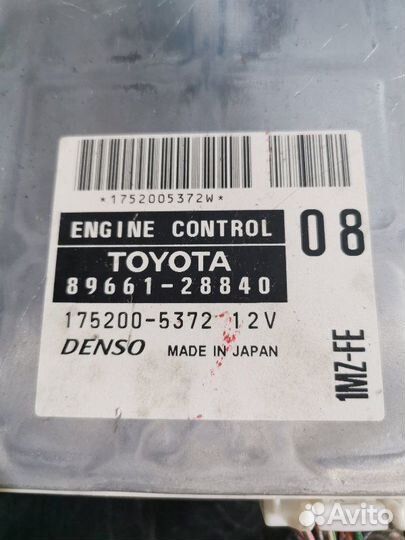 *1752005372W*
ENGINE CONTROL
08
TOYOTA
89661-28840
175200-5372 12V
DENSO MADE IN JAPAN
1MZ-FE
Avito